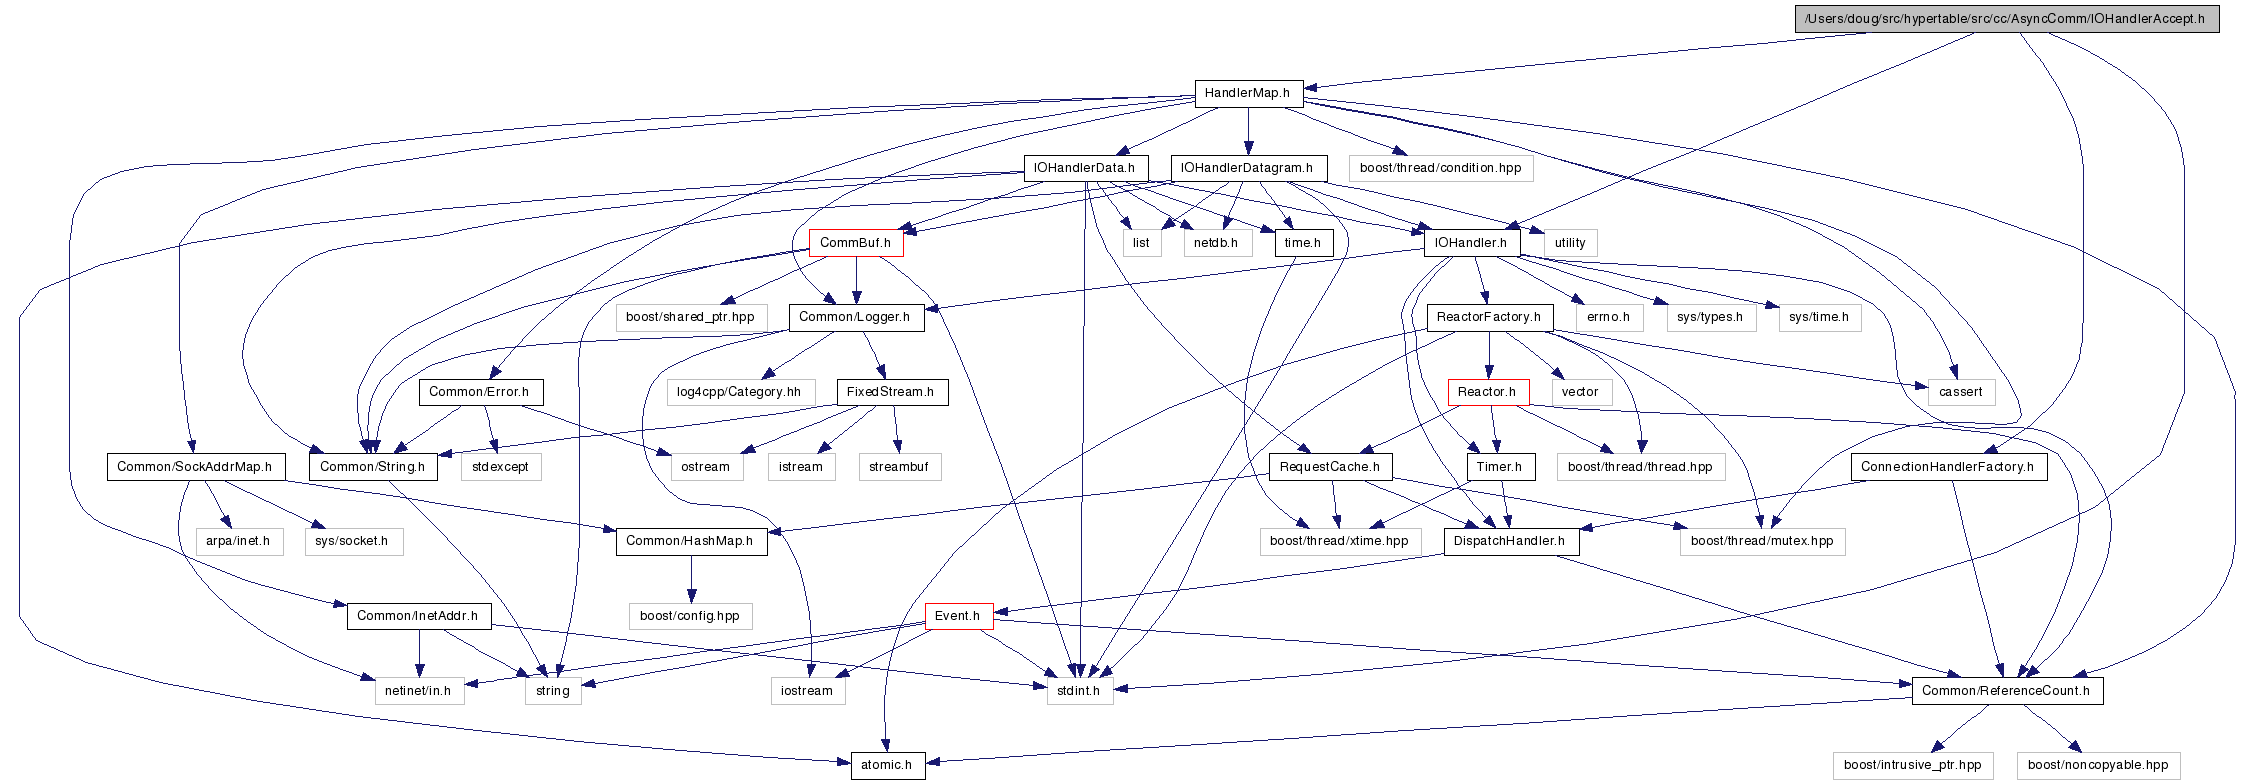 /Users/doug/src/hypertable/src/cc/AsyncComm/IOHandlerAccept.h
HandlerMap.h
IOHandlerData.h
IOHandlerDatagram.h
boost/thread/condition.hpp
CommBuf.h
list
netdb.h
time.h
IOHandler.h
utility
boost/shared_ptr.hpp
Common/Logger.h
ReactorFactory.h
errno.h
sys/types.h
sys/time.h
Common/Error.h
log4cpp/Category.hh
FixedStream.h
Reactor.h
vector
cassert
Common/SockAddrMap.h
Common/String.h
stdexcept
ostream
istream
streambuf
RequestCache.h
Timer.h
boost/thread/thread.hpp
ConnectionHandlerFactory.h
arpa/inet.h
sys/socket.h
Common/HashMap.h
boost/thread/xtime.hpp
DispatchHandler.h
boost/thread/mutex.hpp
Common/InetAddr.h
boost/config.hpp
Event.h
netinet/in.h
string
iostream
stdint.h
Common/ReferenceCount.h
atomic.h
boost/intrusive_ptr.hpp
boost/noncopyable.hpp